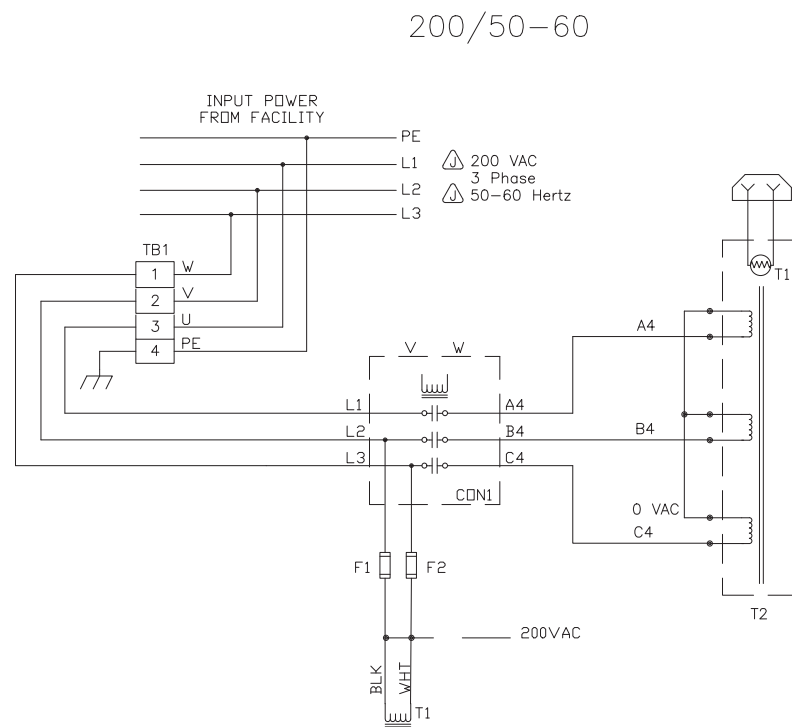 200/50-60
INPUT POWER
FROM FACILITY
PE
L1
J
200 VAC
3 Phase
L2
J
50-60 Hertz
L3
TB1
1
W
2
V
3
U
4
PE
T1
A4
V W
L1
A4
L2
B4
B4
L3
C4
CON1
0 VAC
C4
F1
F2
T2
200VAC
BLK
WHT
T1